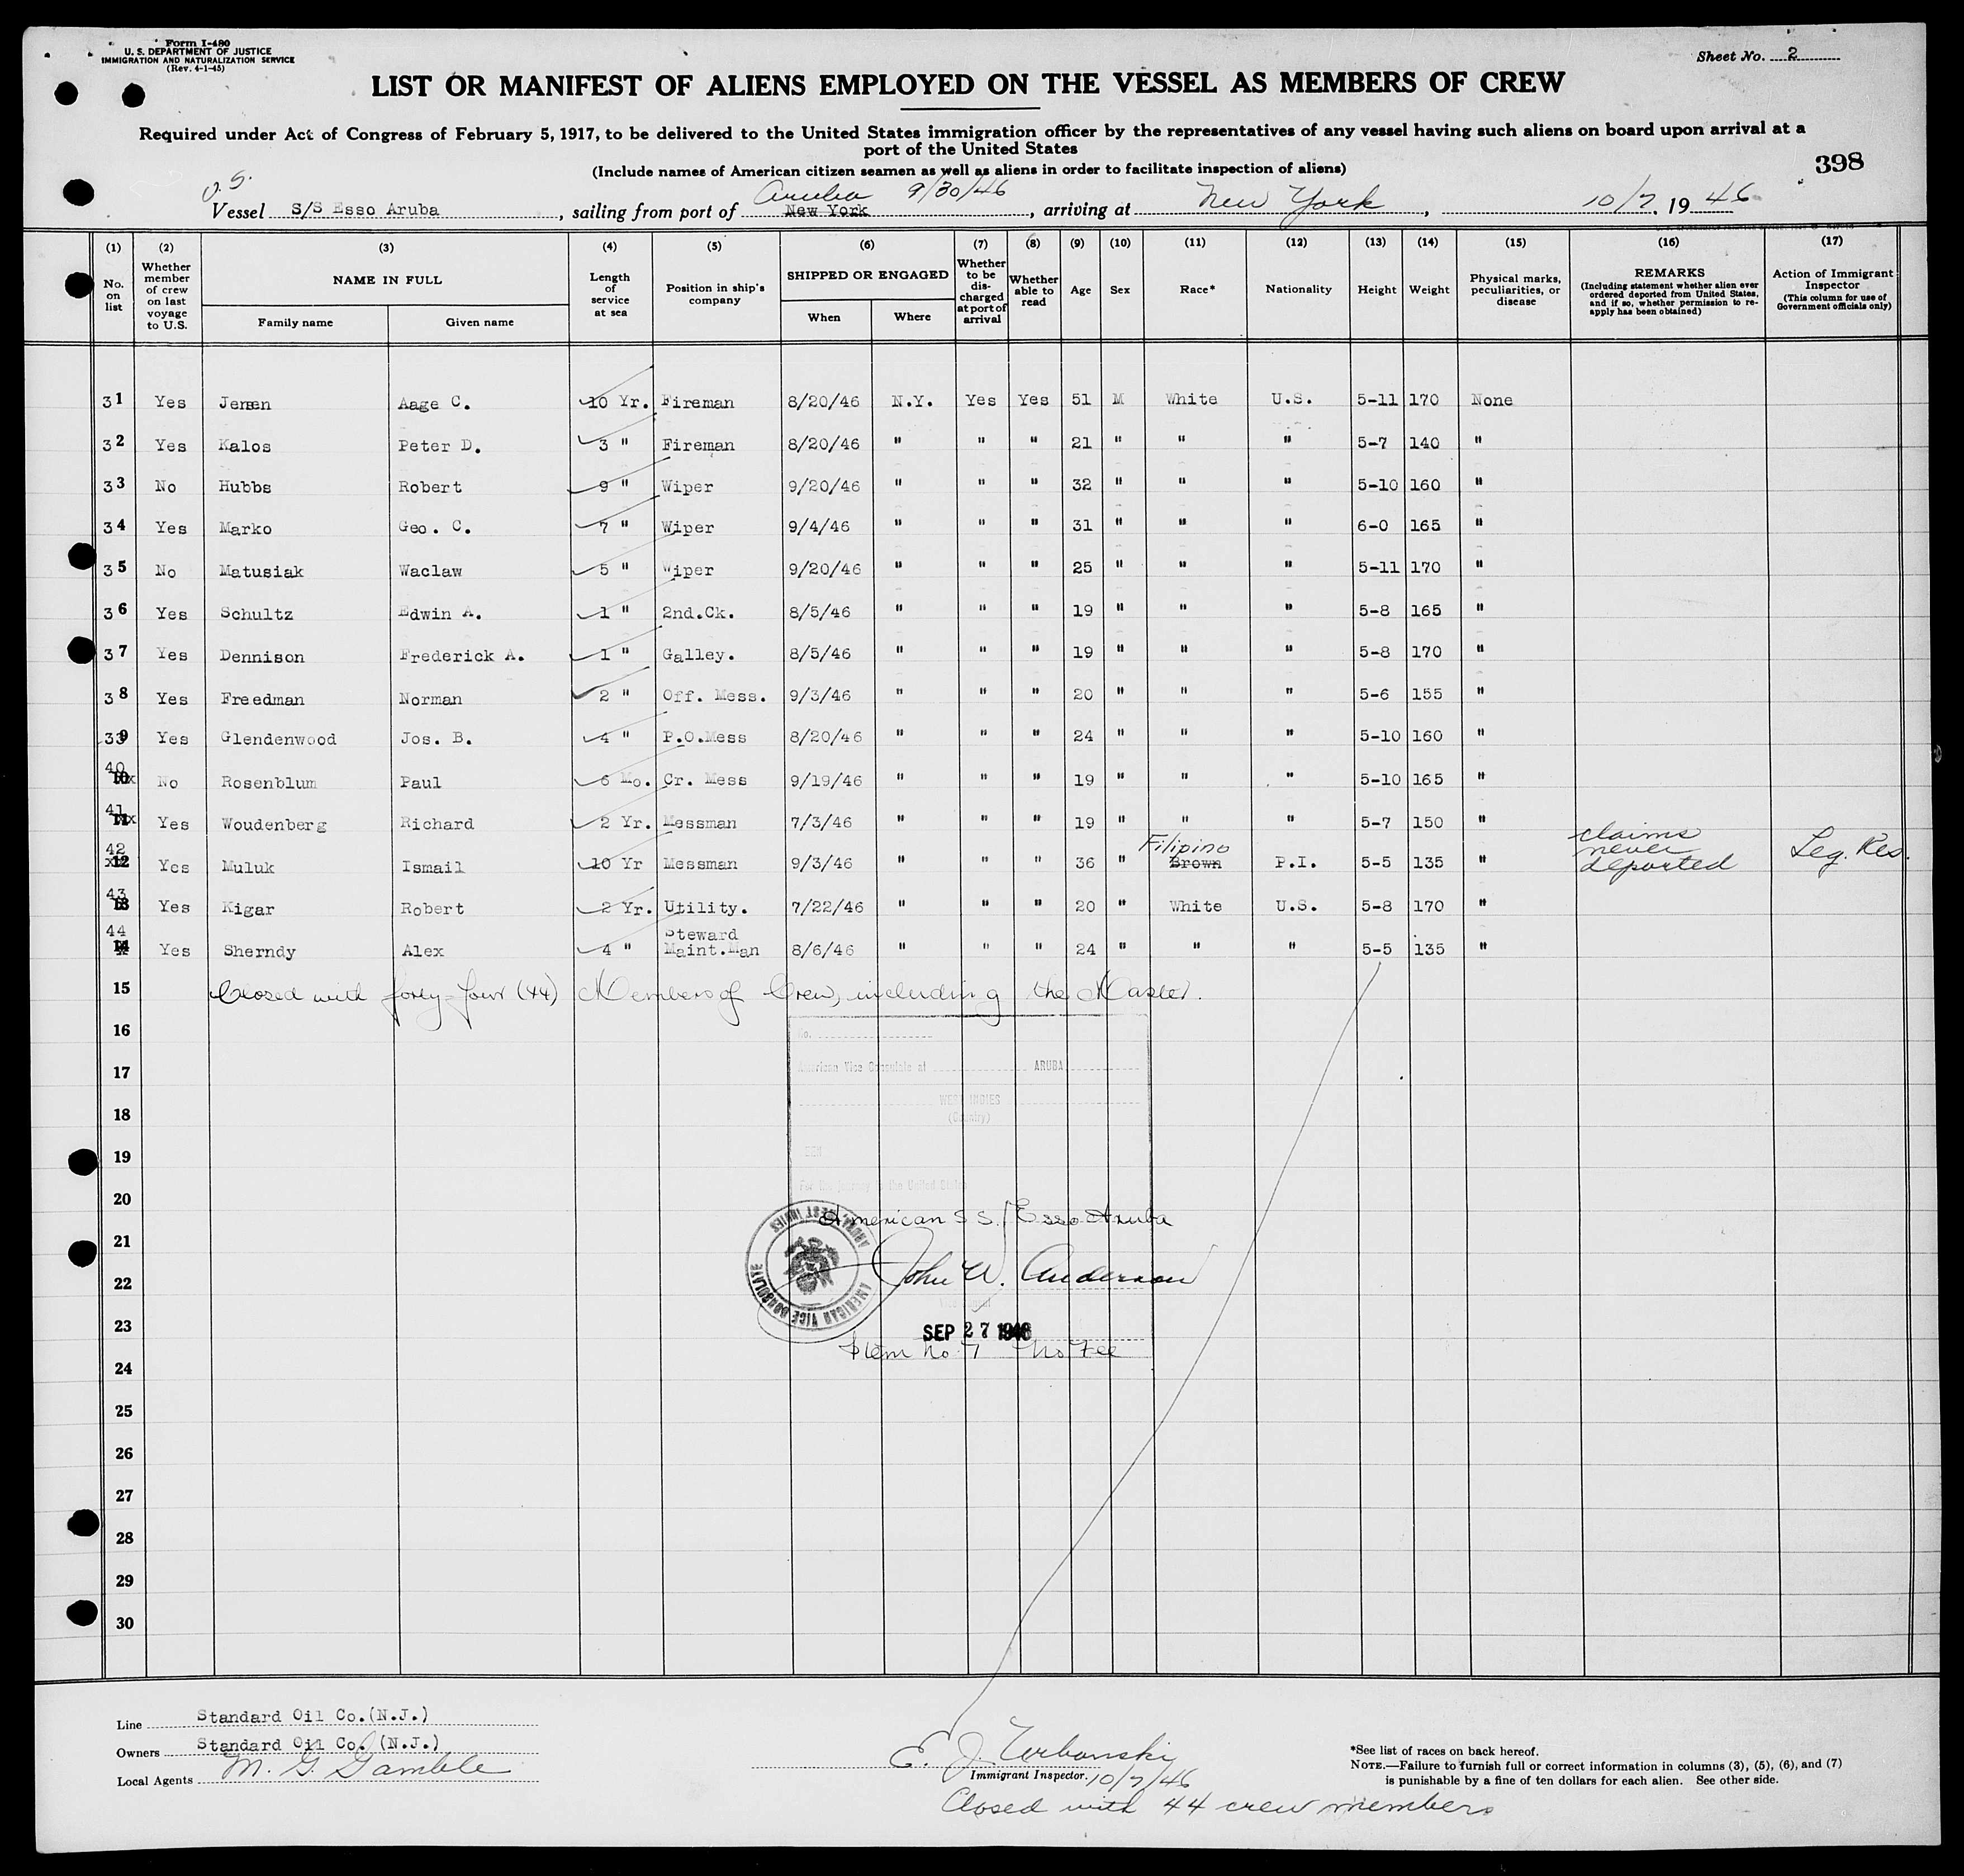 Form I-480
U. S. DEPARTMENT OF JUSTICE
IMMIGRATION AND NATURALIZATION SERVICE
(Rev. 4-1-45)
Sheet No. 2
LIST OR MANIFEST OF ALIENS EMPLOYED ON THE VESSEL AS MEMBERS OF CREW
Required under Act of Congress of February 5, 1917, to be delivered to the United States immigration officer by the representatives of any vessel having such aliens on board upon arrival at a
port of the United States
(Include names of American citizen seamen as well as aliens in order to facilitate inspection of aliens)
398
U.S. Aruba 9/30/46
Vessel S/S Esso Aruba, sailing from port of New York, arriving at New York, 10/7, 1946
(1) (2) (3) (4) (5) (6) (7) (8) (9) (10) (11) (12) (13) (14) (15) (16) (17)
No. on list
Whether member of crew on last voyage to U.S.
NAME IN FULL
Family name Given name
Length of service at sea
Position in ship's company
SHIPPED OR ENGAGED
When Where
Whether to be discharged at port of arrival
Whether able to read
Age
Sex
Race*
Nationality
Height
Weight
Physical marks, peculiarities, or disease
REMARKS
(Including statement whether alien ever ordered deported from United States, and if so, whether permission to re-apply has been obtained)
Action of Immigrant Inspector
(This column for use of Government officials only)
31 Yes Jensen Aage C. 10 Yr. Fireman 8/20/46 N.Y. Yes Yes 51 M White U.S. 5-11 170 None
32 Yes Kalos Peter D. 3 " Fireman 8/20/46 " " " 21 " " " 5-7 140 "
33 No Hubbs Robert 9 " Wiper 9/20/46 " " " 32 " " " 5-10 160 "
34 Yes Marko Geo. C. 7 " Wiper 9/4/46 " " " 31 " " " 6-0 165 "
35 No Matusiak Waclaw 5 " Wiper 9/20/46 " " " 25 " " " 5-11 170 "
36 Yes Schultz Edwin A. 1 " 2nd.Ck. 8/5/46 " " " 19 " " " 5-8 165 "
37 Yes Dennison Frederick A. 1 " Galley. 8/5/46 " " " 19 " " " 5-8 170 "
38 Yes Freedman Norman 2 " Off. Mess. 9/3/46 " " " 20 " " " 5-6 155 "
39 Yes Glendenwood Jos. B. 4 " P.O.Mess 8/20/46 " " " 24 " " " 5-10 160 "
40 No Rosenblum Paul 6 Mo. Cr. Mess 9/19/46 " " " 19 " " " 5-10 165 "
41 Yes Woudenberg Richard 2 Yr. Messman 7/3/46 " " " 19 " " " 5-7 150 "
42 Yes Muluk Ismail 10 Yr Messman 9/3/46 " " " 36 " Filipino Brown P.I. 5-5 135 " claims never deported Leg. Res.
43 Yes Kigar Robert 2 Yr. Utility. 7/22/46 " " " 20 " White U.S. 5-8 170 "
44 Yes Sherndy Alex 4 " Steward Maint.Man 8/6/46 " " " 24 " " " 5-5 135 "
15 Closed with forty-four (44) Members of Crew, including the Master.
16 No.
17 American Vice Consulate at ARUBA
18 WEST INDIES
(Country)
19
For the journey to the United States
20 American SS. Esso Aruba
21
22 John W. Anderson
Vice Consul
23 SEP 27 1946
Item No 7 No Fee
AMERICAN VICE CONSULATE ARUBA, WEST INDIES
24
25
26
27
28
29
30
Line Standard Oil Co.(N.J.)
Owners Standard Oil Co. (N.J.)
Local Agents M. G. Gamble
E. J. Urbansky
Immigrant Inspector. 10/7/46
Closed with 44 crew members
*See list of races on back hereof.
NOTE.—Failure to furnish full or correct information in columns (3), (5), (6), and (7)
is punishable by a fine of ten dollars for each alien. See other side.